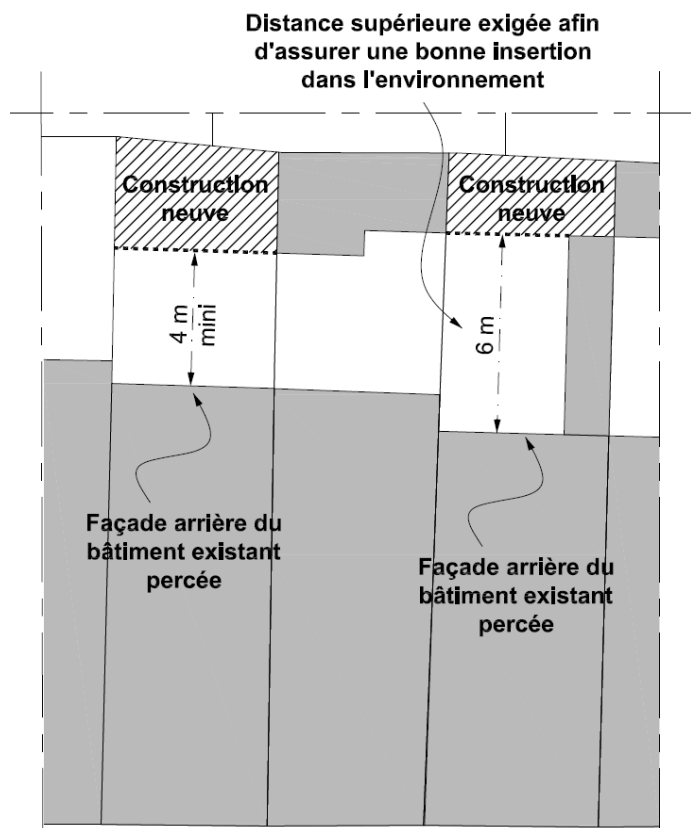 Distance supérieure exigée afin
d'assurer une bonne insertion
dans l'environnement
Construction
neuve
Construction
neuve
4 m
mini
6 m
Façade arrière du
bâtiment existant
percée
Façade arrière du
bâtiment existant
percée